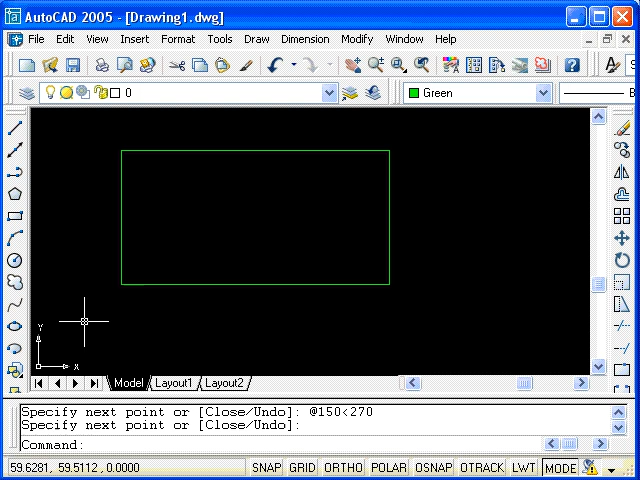 AutoCAD 2005 - [Drawing1.dwg]
File Edit View Insert Format Tools Draw Dimension Modify Window Help
0 Green
Y
X
Model Layout1 Layout2
Specify next point or [Close/Undo]: @150<270
Specify next point or [Close/Undo]:
Command:
59.6281, 59.5112, 0.0000 SNAP GRID ORTHO POLAR OSNAP OTRACK LWT MODEL